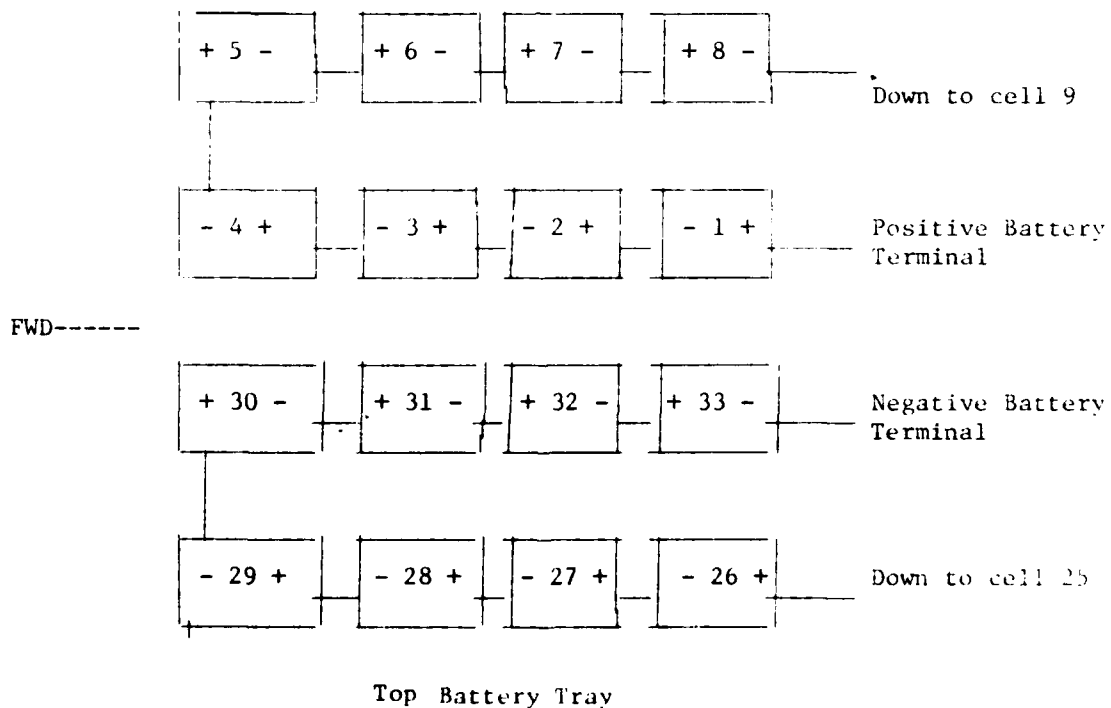 + 5 - + 6 - + 7 - + 8 -
Down to cell 9
- 4 + - 3 + - 2 + - 1 +
Positive Battery
Terminal
FWD------
+ 30 - + 31 - + 32 - + 33 -
Negative Battery
Terminal
- 29 + - 28 + - 27 + - 26 +
Down to cell 25
Top Battery Tray